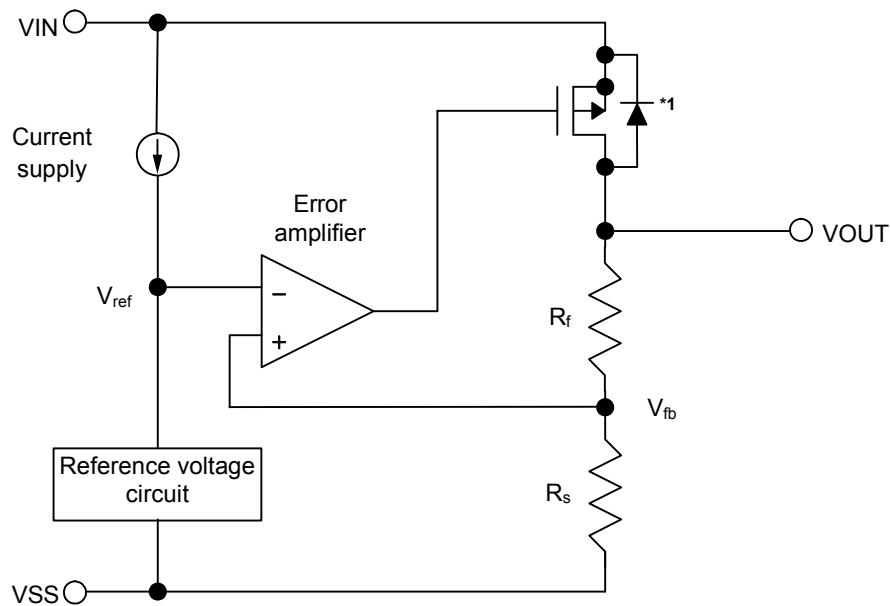 VIN
*1
Current
supply
Error
amplifier
VOUT
Vref
−
+
Rf
Vfb
Reference voltage
circuit
Rs
VSS